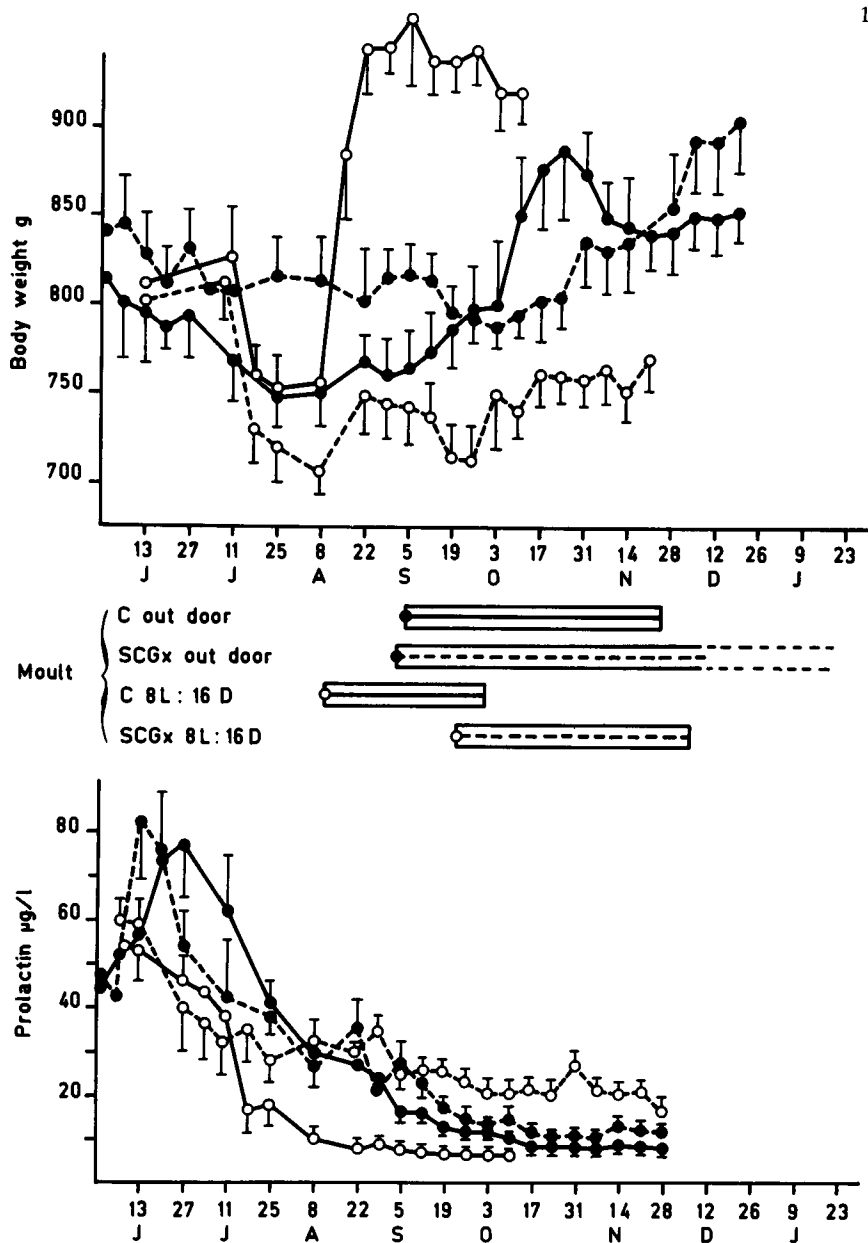 1
Body weight g
900
850
800
750
700
13 27 11 25 8 22 5 19 3 17 31 14 28 12 26 9 23
J J A S O N D J
Moult
C out door
SCGx out door
C 8L: 16 D
SCGx 8L: 16 D
Prolactin µg/l
80
60
40
20
13 27 11 25 8 22 5 19 3 17 31 14 28 12 26 9 23
J J A S O N D J